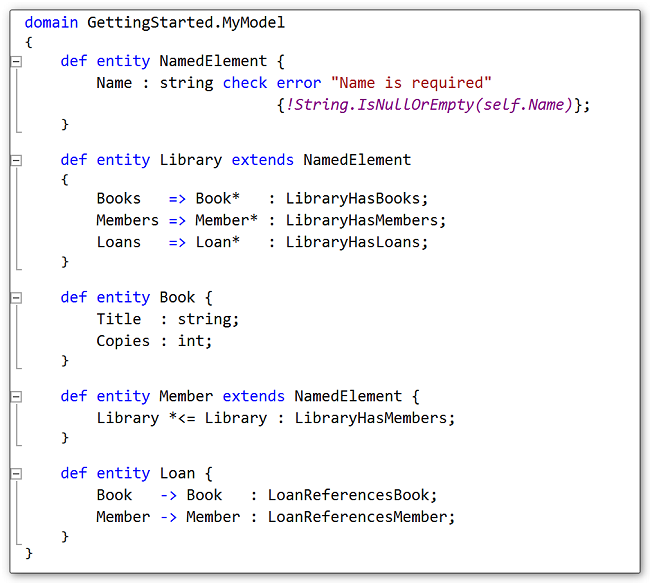 domain GettingStarted.MyModel
{
def entity NamedElement {
Name : string check error "Name is required"
{!String.IsNullOrEmpty(self.Name)};
}
def entity Library extends NamedElement
{
Books => Book* : LibraryHasBooks;
Members => Member* : LibraryHasMembers;
Loans => Loan* : LibraryHasLoans;
}
def entity Book {
Title : string;
Copies : int;
}
def entity Member extends NamedElement {
Library *<= Library : LibraryHasMembers;
}
def entity Loan {
Book -> Book : LoanReferencesBook;
Member -> Member : LoanReferencesMember;
}
}